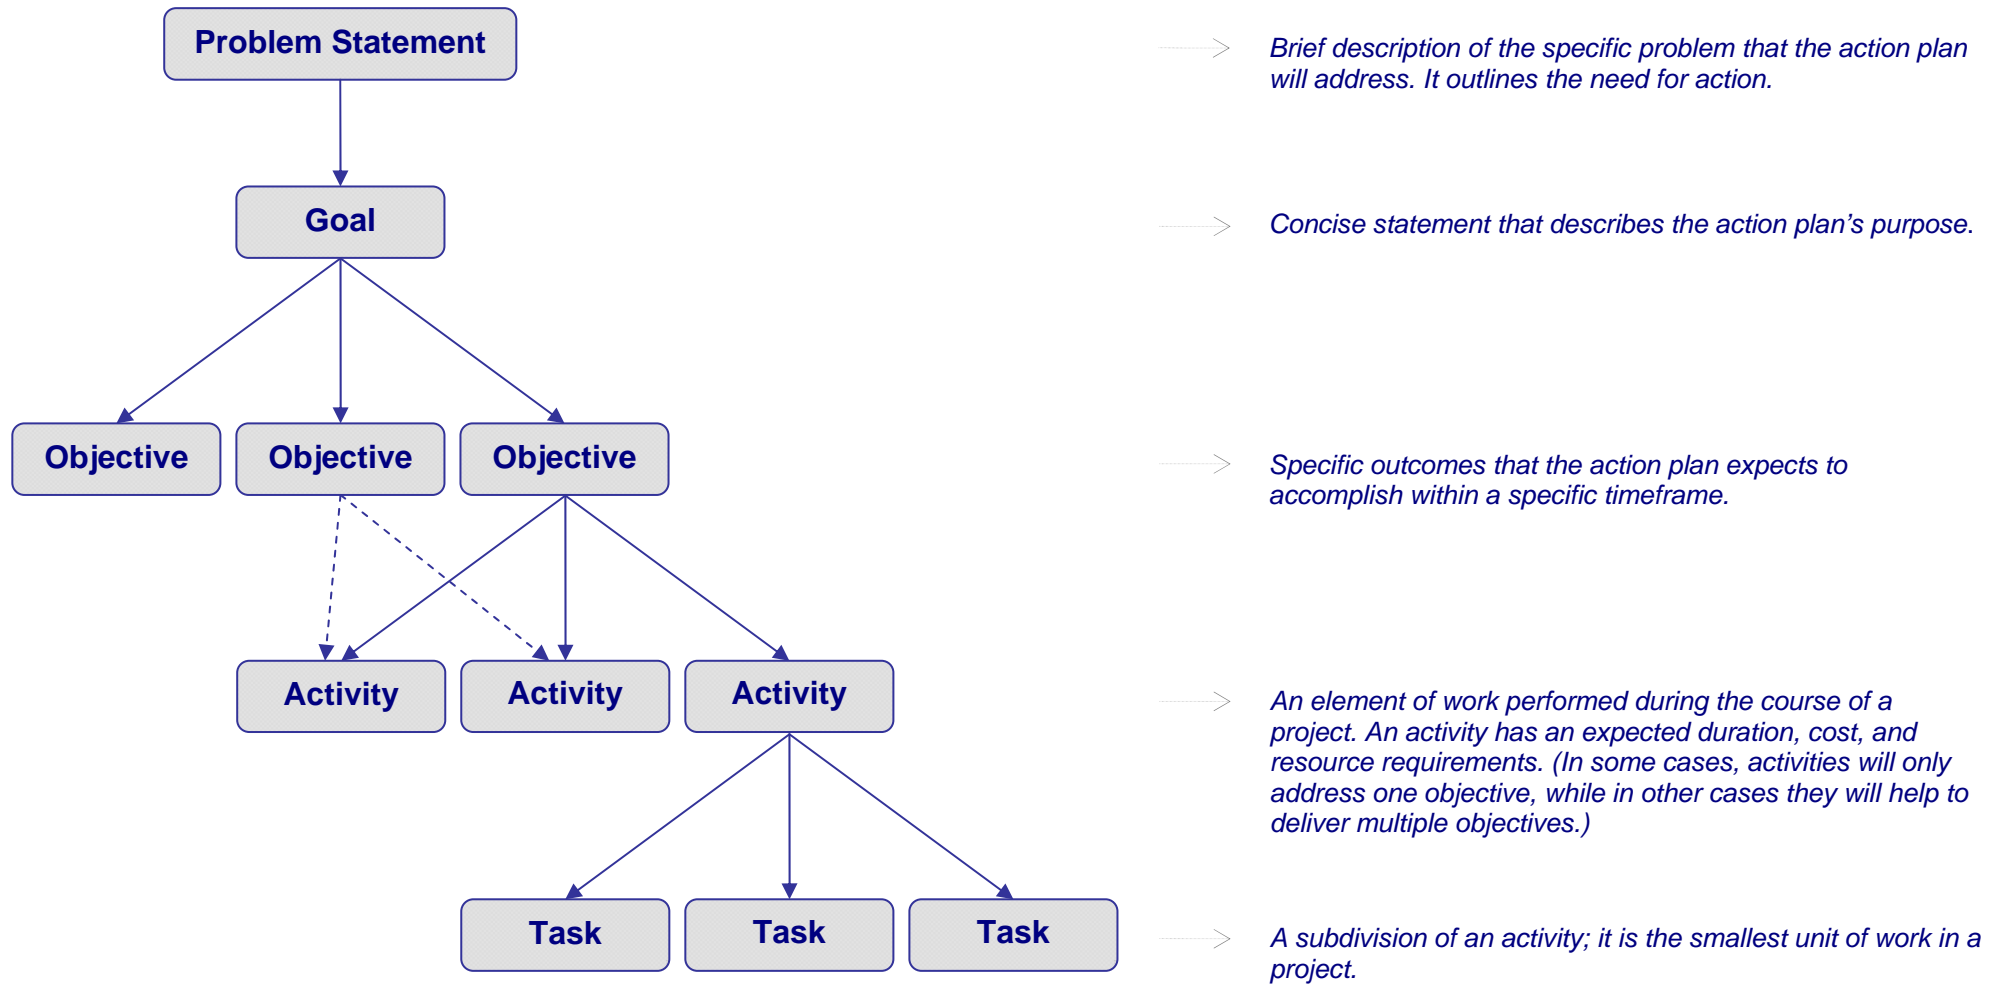 Problem Statement
Brief description of the specific problem that the action plan
will address. It outlines the need for action.
Goal
Concise statement that describes the action plan’s purpose.
Objective
Objective
Objective
Specific outcomes that the action plan expects to
accomplish within a specific timeframe.
Activity
Activity
Activity
An element of work performed during the course of a
project. An activity has an expected duration, cost, and
resource requirements. (In some cases, activities will only
address one objective, while in other cases they will help to
deliver multiple objectives.)
Task
Task
Task
A subdivision of an activity; it is the smallest unit of work in a
project.